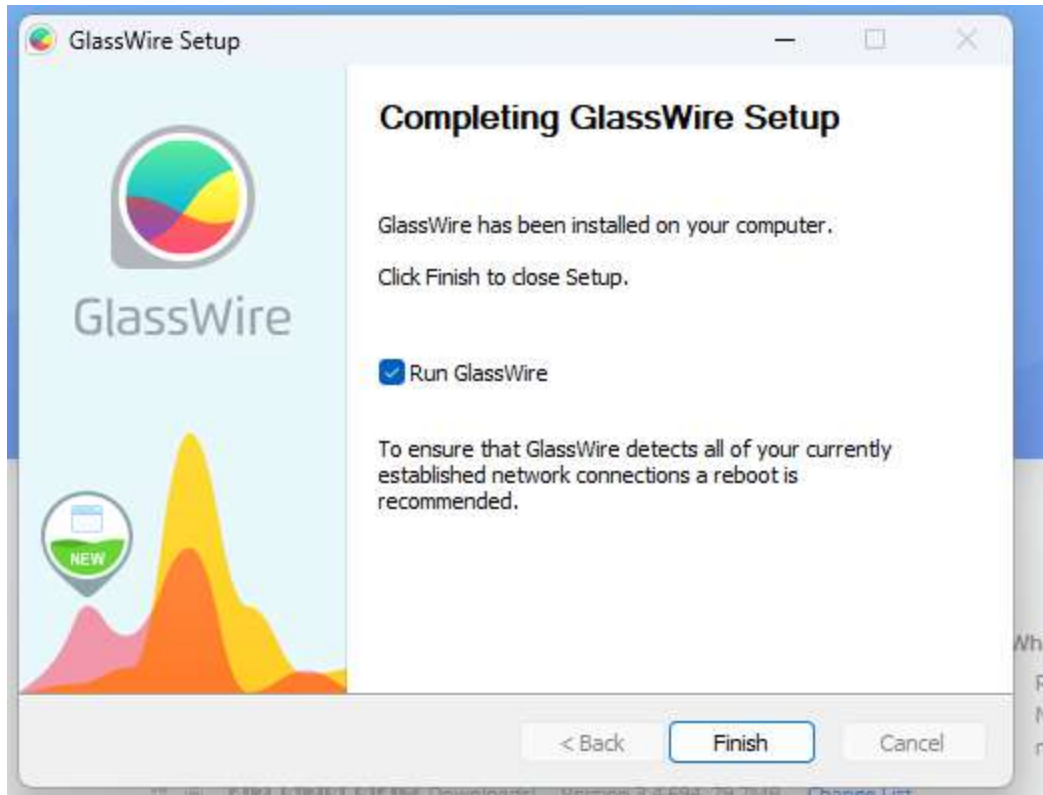 GlassWire Setup
Completing GlassWire Setup
GlassWire has been installed on your computer.
Click Finish to close Setup.
GlassWire
Run GlassWire
To ensure that GlassWire detects all of your currently
established network connections a reboot is
recommended.
NEW
< Back
Finish
Cancel
Change List